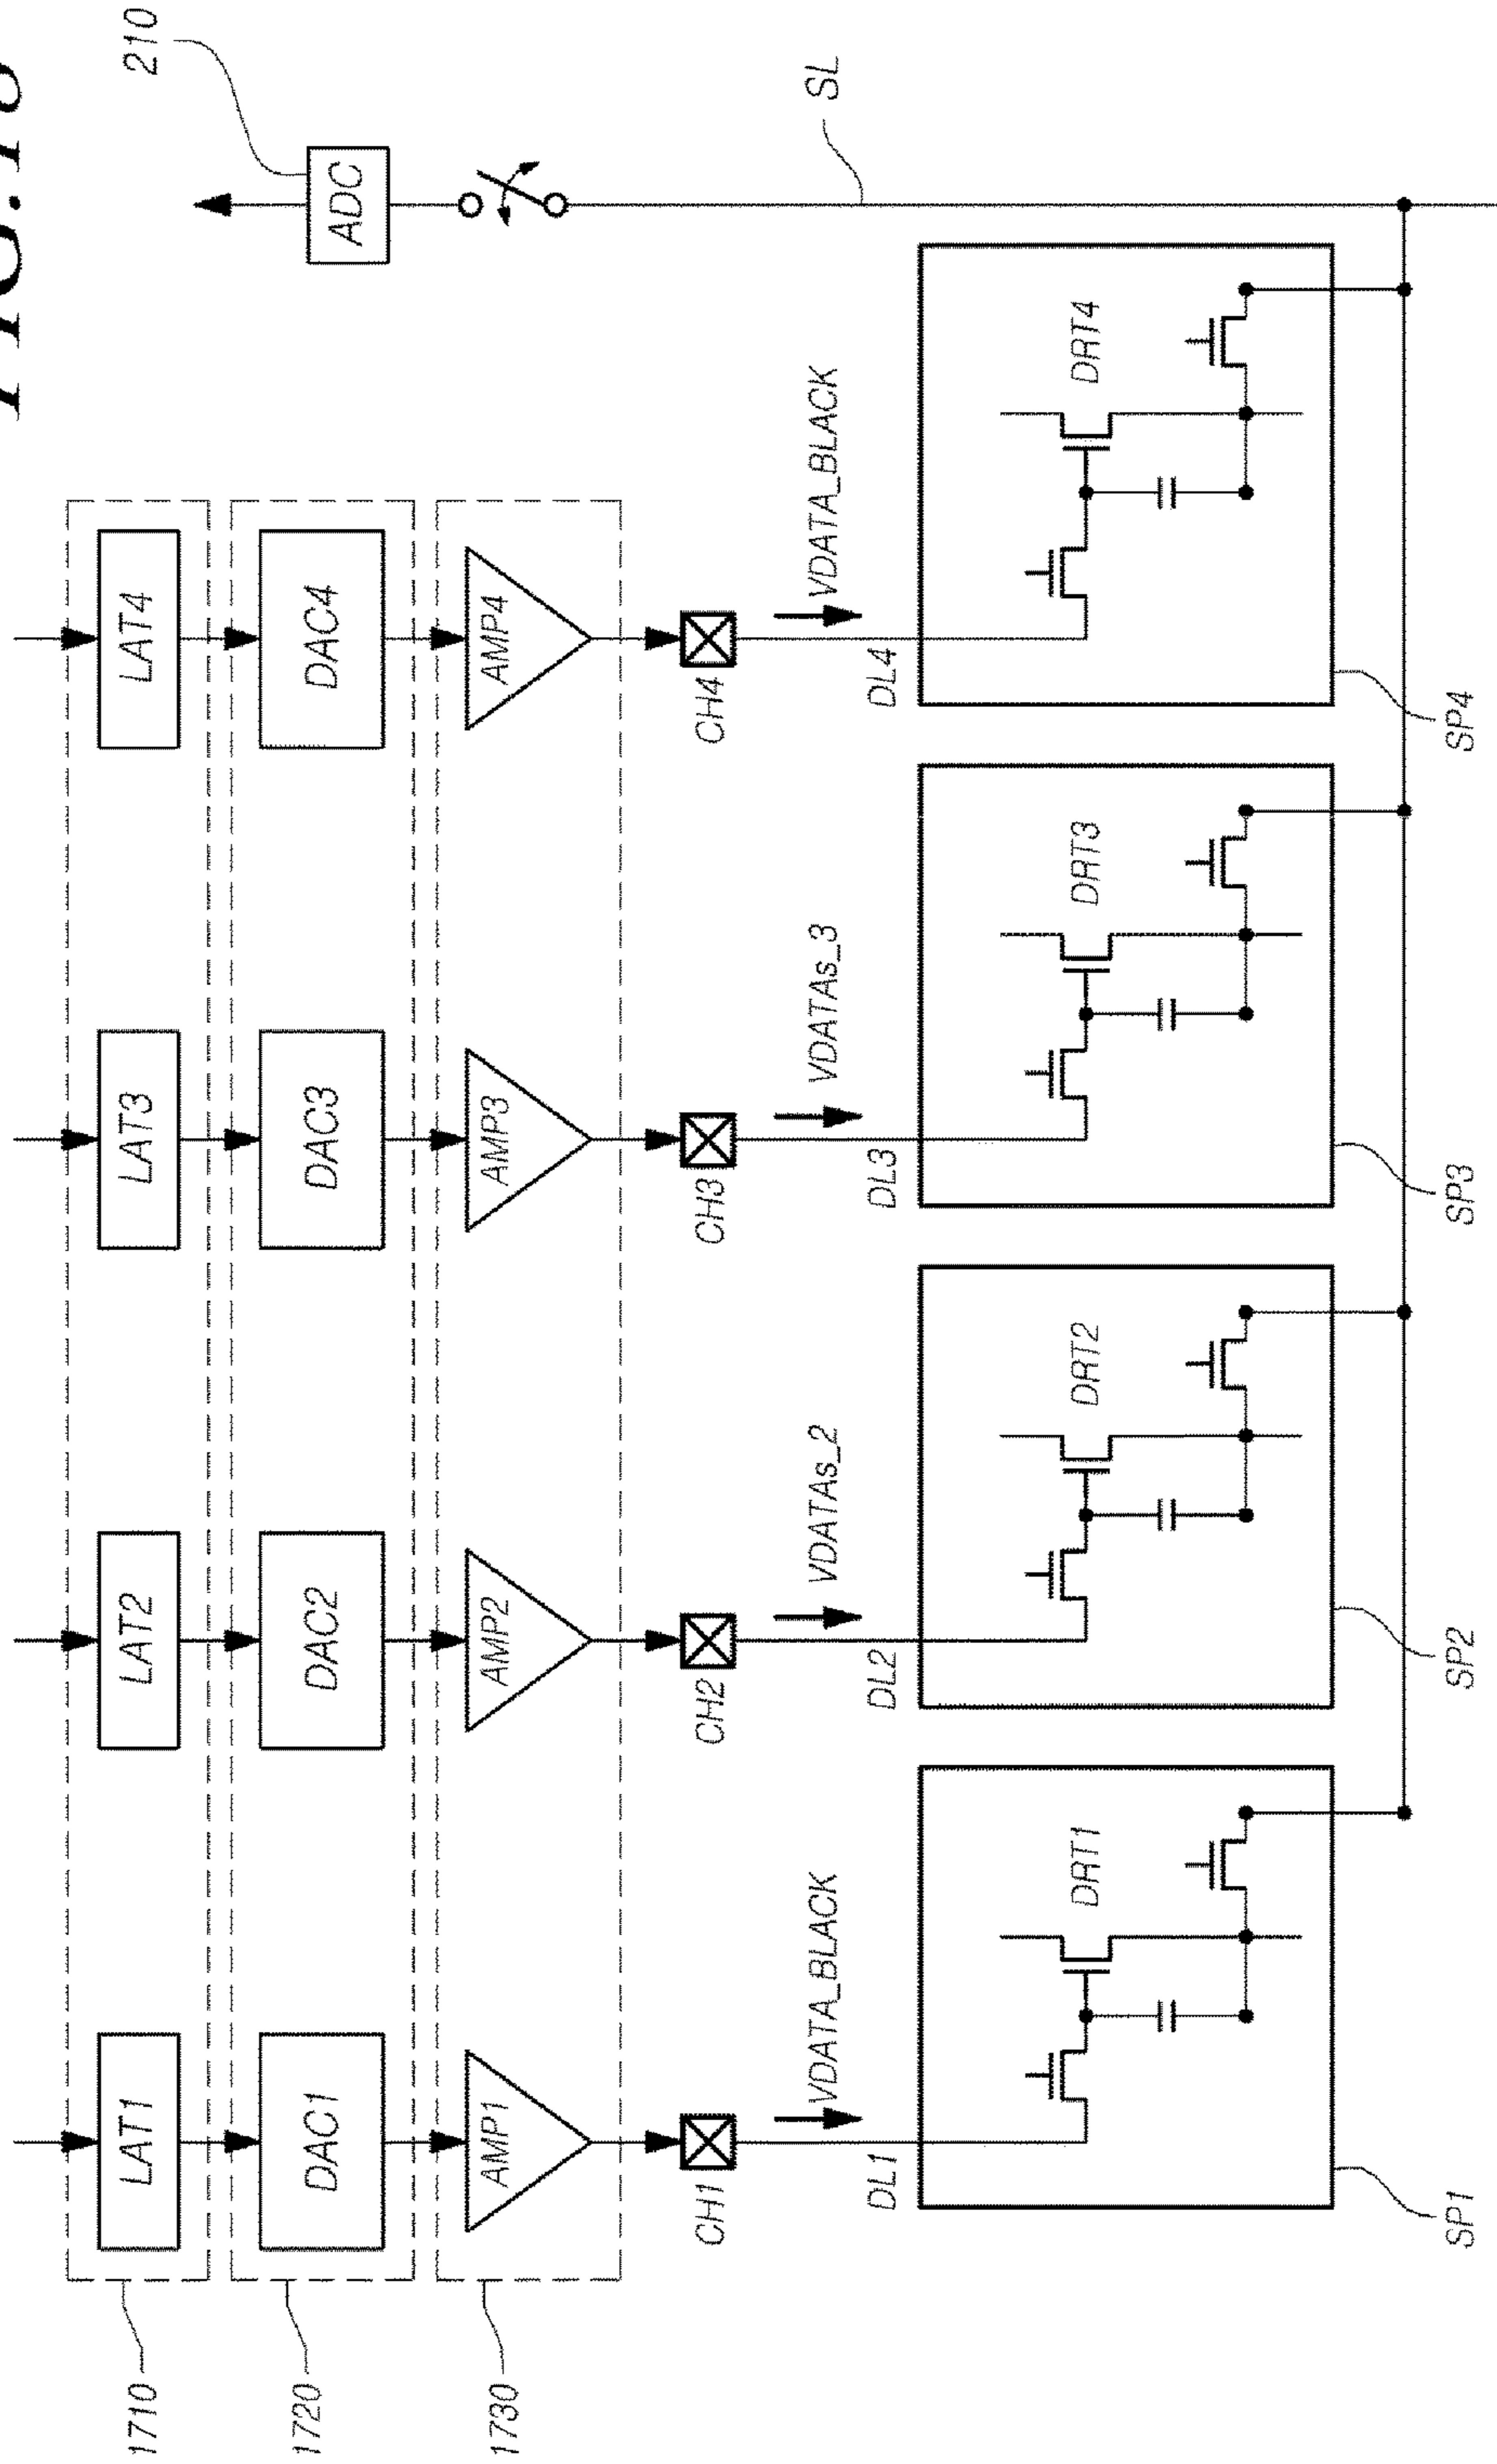 1710
LAT1
LAT2
LAT3
LAT4
210
1720
DAC1
DAC2
DAC3
DAC4
ADC
1730
AMP1
AMP2
AMP3
AMP4
CH1
CH2
CH3
CH4
VDATA_BLACK
VDATAs_2
VDATAs_3
VDATA_BLACK
SL
DL1
DL2
DL3
DL4
DRT1
DRT2
DRT3
DRT4
SP1
SP2
SP3
SP4